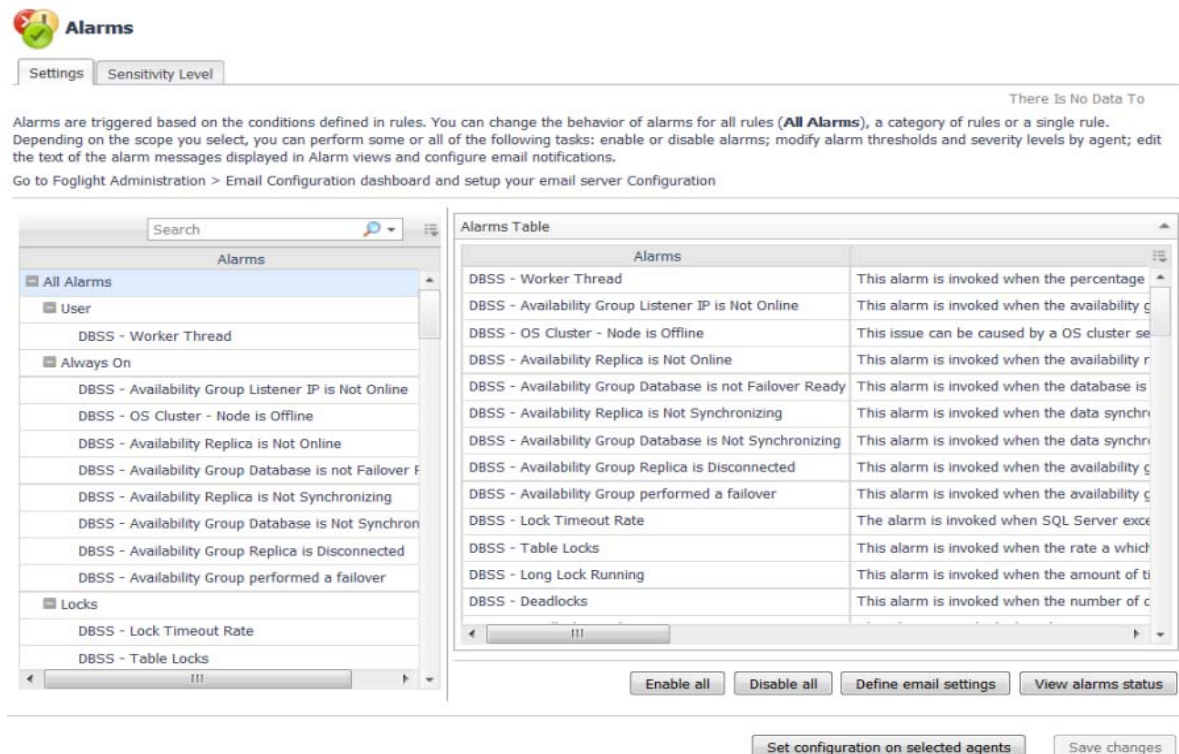 Alarms
Settings
Sensitivity Level
There Is No Data To
Alarms are triggered based on the conditions defined in rules. You can change the behavior of alarms for all rules (All Alarms), a category of rules or a single rule.
Depending on the scope you select, you can perform some or all of the following tasks: enable or disable alarms; modify alarm thresholds and severity levels by agent; edit
the text of the alarm messages displayed in Alarm views and configure email notifications.
Go to Foglight Administration > Email Configuration dashboard and setup your email server Configuration
Search
Alarms
All Alarms
User
DBSS - Worker Thread
Always On
DBSS - Availability Group Listener IP is Not Online
DBSS - OS Cluster - Node is Offline
DBSS - Availability Replica is Not Online
DBSS - Availability Group Database is not Failover
DBSS - Availability Replica is Not Synchronizing
DBSS - Availability Group Database is Not Synchron
DBSS - Availability Group Replica is Disconnected
DBSS - Availability Group performed a failover
Locks
DBSS - Lock Timeout Rate
DBSS - Table Locks
Alarms Table
Alarms
DBSS - Worker Thread This alarm is invoked when the percentage
DBSS - Availability Group Listener IP is Not Online This alarm is invoked when the availability
DBSS - OS Cluster - Node is Offline This issue can be caused by a OS cluster se
DBSS - Availability Replica is Not Online This alarm is invoked when the availability r
DBSS - Availability Group Database is not Failover Ready This alarm is invoked when the database is
DBSS - Availability Replica is Not Synchronizing This alarm is invoked when the data synchr
DBSS - Availability Group Database is Not Synchronizing This alarm is invoked when the data synchr
DBSS - Availability Group Replica is Disconnected This alarm is invoked when the availability
DBSS - Availability Group performed a failover This alarm is invoked when the availability
DBSS - Lock Timeout Rate The alarm is invoked when SQL Server exce
DBSS - Table Locks This alarm is invoked when the rate a which
DBSS - Long Lock Running This alarm is invoked when the amount of ti
DBSS - Deadlocks This alarm is invoked when the number of
Enable all
Disable all
Define email settings
View alarms status
Set configuration on selected agents
Save changes